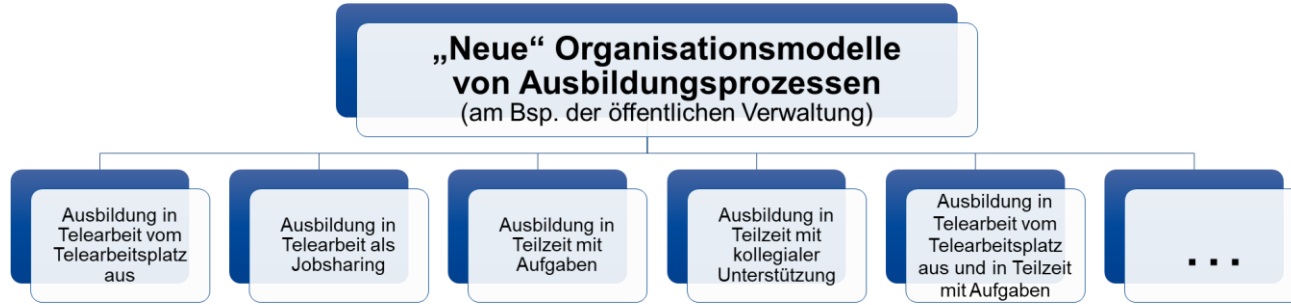 „Neue“ Organisationsmodelle
von Ausbildungsprozessen
(am Bsp. der öffentlichen Verwaltung)
Ausbildung in
Telearbeit vom
Telearbeitsplatz
aus
Ausbildung in
Telearbeit als
Jobsharing
Ausbildung in
Teilzeit mit
Aufgaben
Ausbildung in
Teilzeit mit
kollegialer
Unterstützung
Ausbildung in
Telearbeit vom
Telearbeitsplatz
aus und in Teilzeit
mit Aufgaben
...